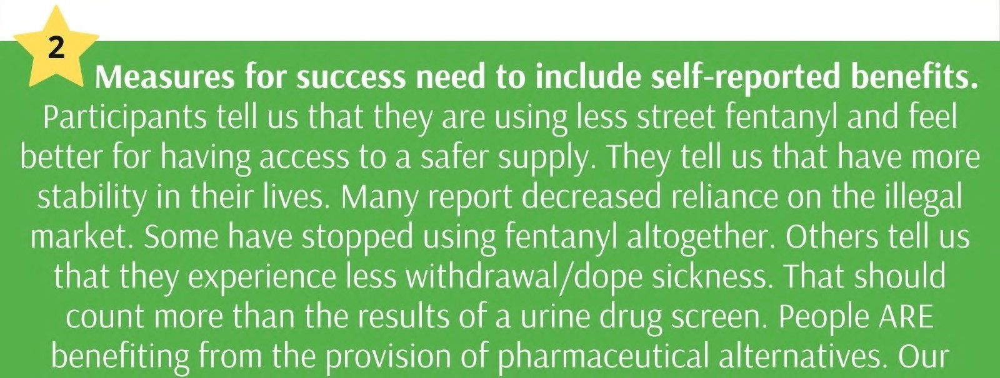 2
Measures for success need to include self-reported benefits.
Participants tell us that they are using less street fentanyl and feel
better for having access to a safer supply. They tell us that have more
stability in their lives. Many report decreased reliance on the illegal
market. Some have stopped using fentanyl altogether. Others tell us
that they experience less withdrawal/dope sickness. That should
count more than the results of a urine drug screen. People ARE
benefiting from the provision of pharmaceutical alternatives. Our